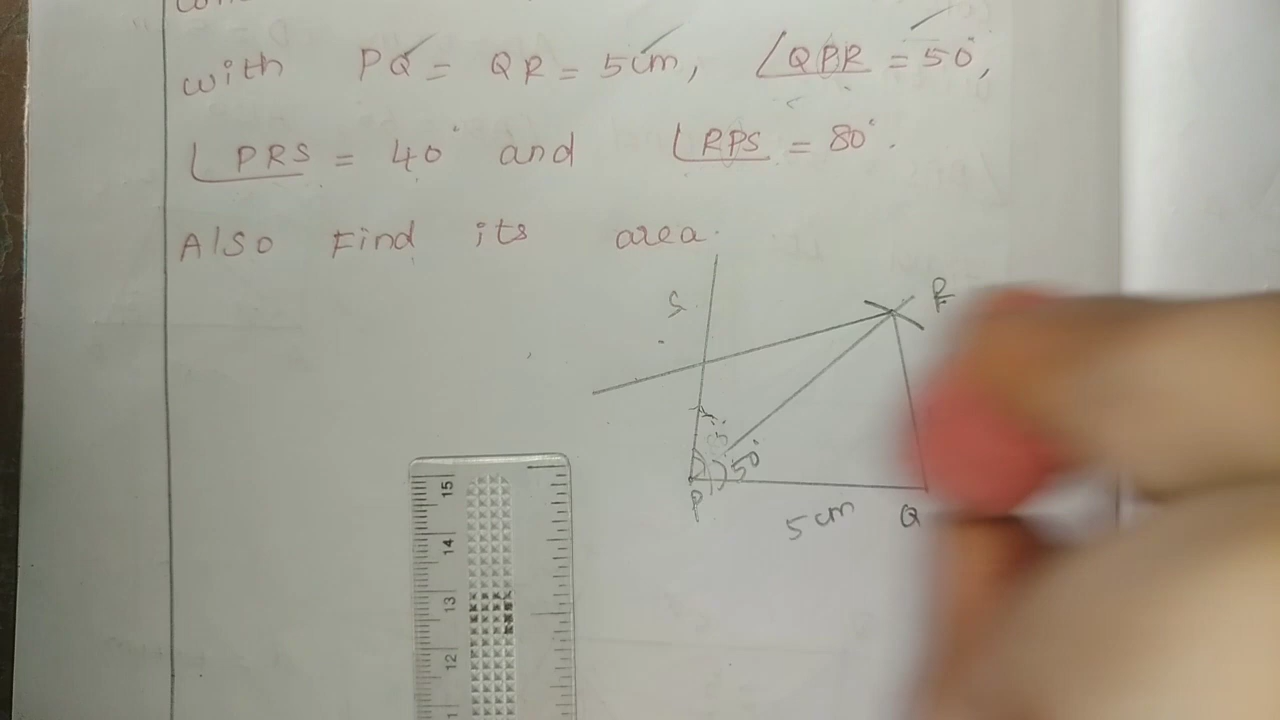 with PQ = QR = 5cm, ∠QPR = 50°,
∠PRS = 40° and ∠RPS = 80°.
Also Find its area.
S
R
50°
P
5cm
Q
15
14
13
12